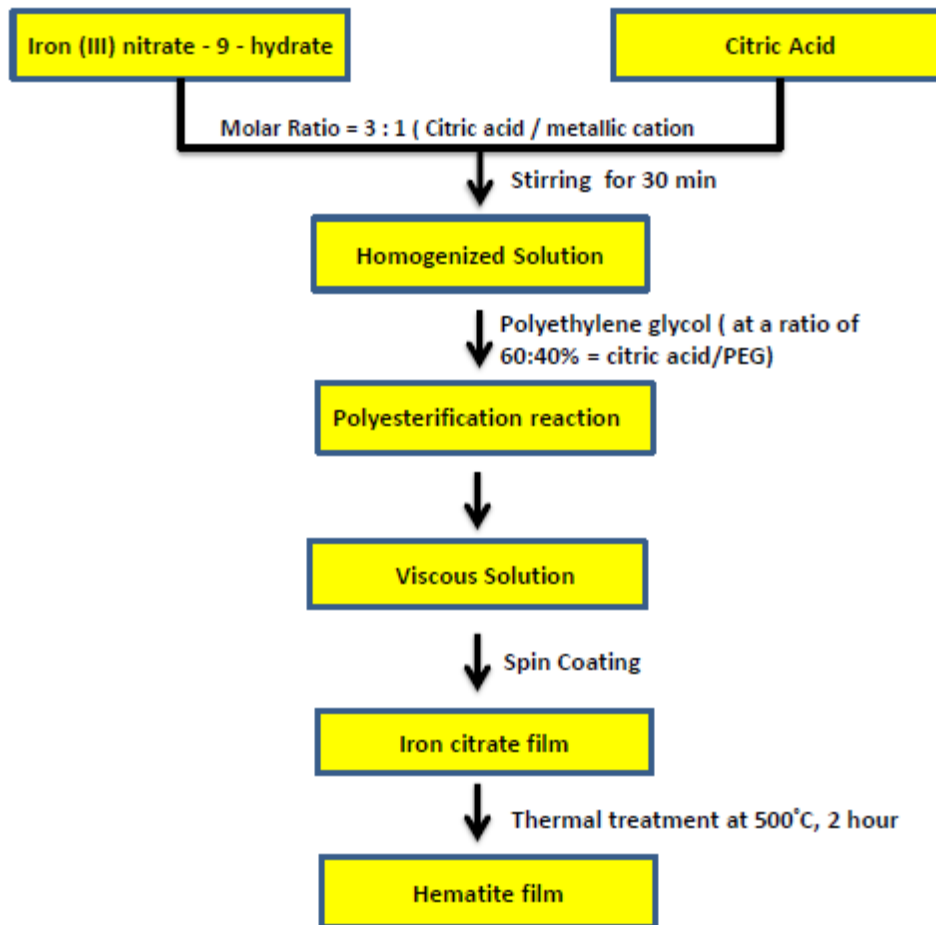 Iron (III) nitrate - 9 - hydrate
Citric Acid
Molar Ratio = 3 : 1 ( Citric acid / metallic cation
Stirring for 30 min
Homogenized Solution
Polyethylene glycol ( at a ratio of
60:40% = citric acid/PEG)
Polyesterification reaction
Viscous Solution
Spin Coating
Iron citrate film
Thermal treatment at 500°C, 2 hour
Hematite film